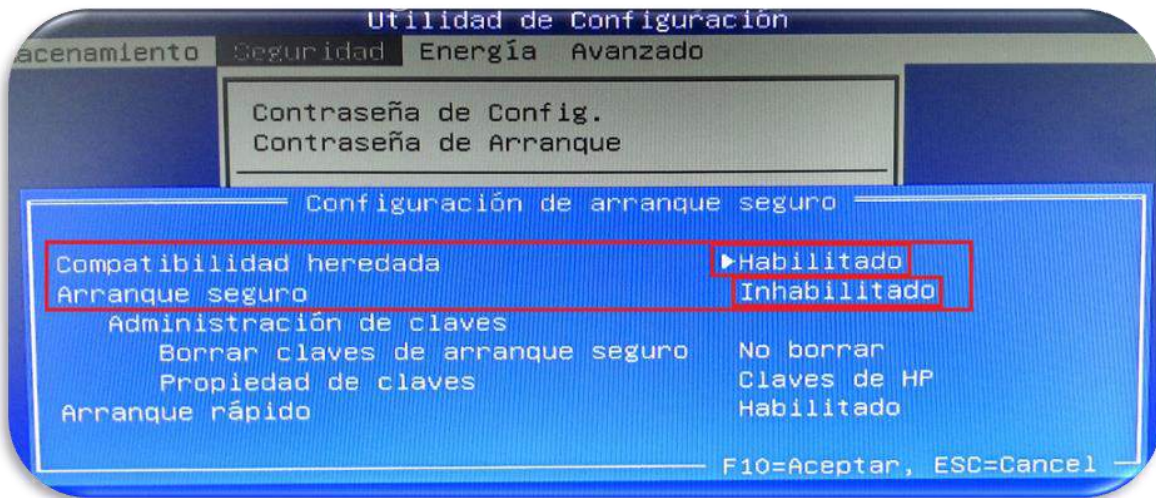 Utilidad de Configuración
acenamiento Seguridad Energía Avanzado
Contraseña de Config.
Contraseña de Arranque
Configuración de arranque seguro
Compatibilidad heredada ▶Habilitado
Arranque seguro Inhabilitado
Administración de claves
Borrar claves de arranque seguro No borrar
Propiedad de claves Claves de HP
Arranque rápido Habilitado
F10=Aceptar, ESC=Cancel